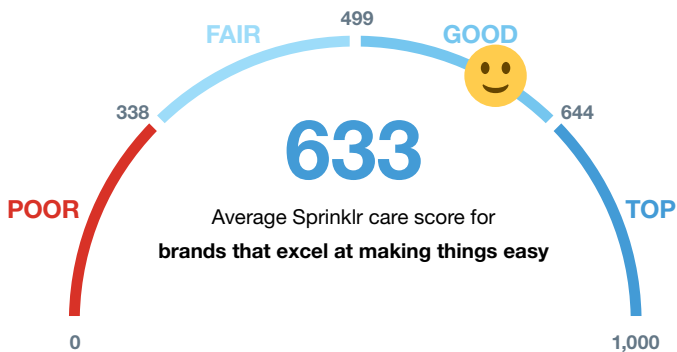 499
FAIR
GOOD
338
644
633
POOR
Average Sprinklr care score for
TOP
brands that excel at making things easy
0
1,000